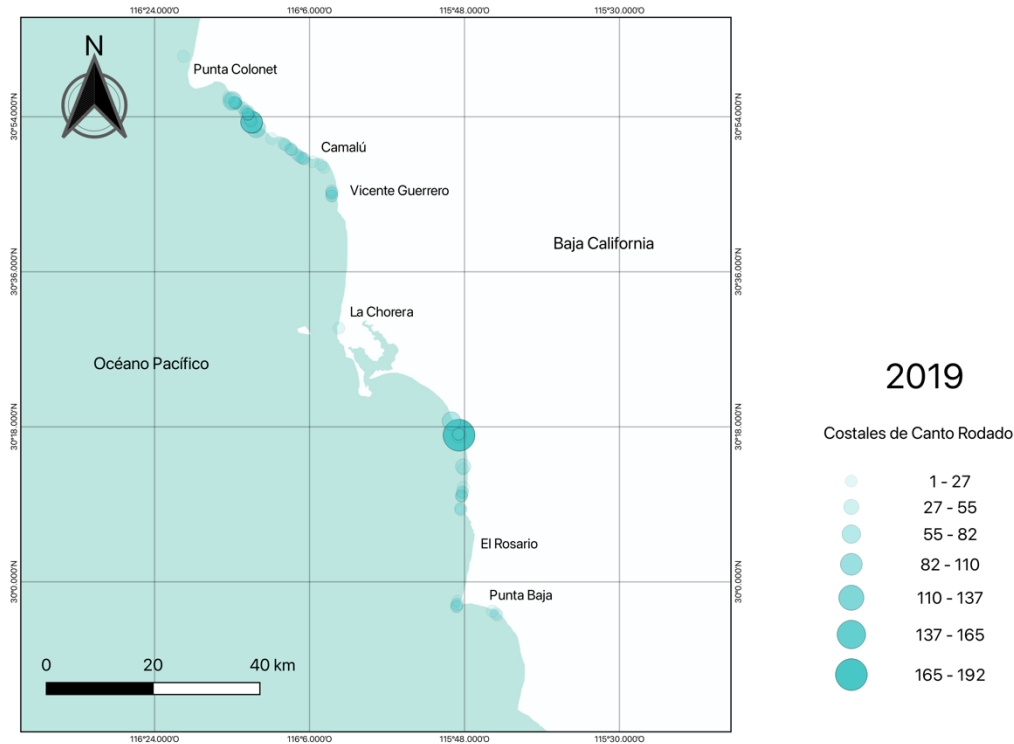 116°24.000'O 116°6.000'O 115°48.000'O 115°30.000'O
N
Punta Colonet
30°54.000'N 30°54.000'N
Camalú
Vicente Guerrero
Baja California
30°36.000'N 30°36.000'N
La Chorera
Océano Pacífico
2019
30°18.000'N 30°18.000'N
Costales de Canto Rodado
1 - 27
27 - 55
55 - 82
El Rosario
82 - 110
30°0.000'N 30°0.000'N
Punta Baja
110 - 137
137 - 165
0 20 40 km
165 - 192
116°24.000'O 116°6.000'O 115°48.000'O 115°30.000'O